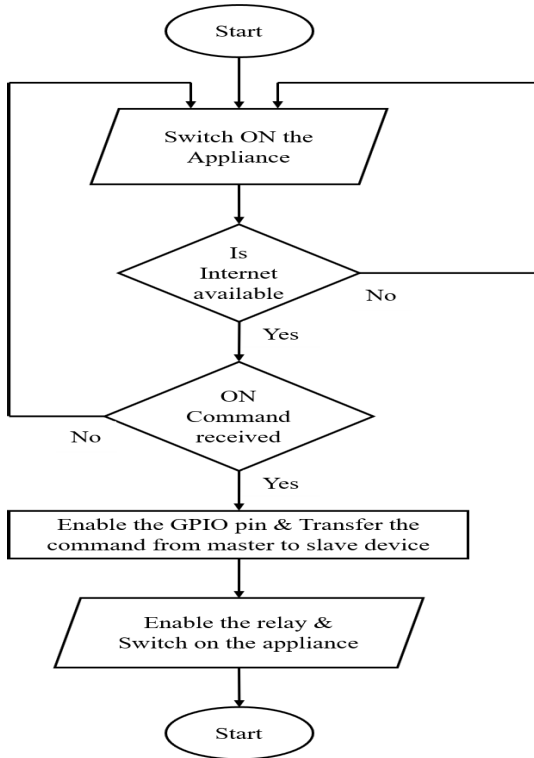 Start
Switch ON the
Appliance
Is
Internet
available
No
Yes
ON
Command
received
No
Yes
Enable the GPIO pin & Transfer the
command from master to slave device
Enable the relay &
Switch on the appliance
Start